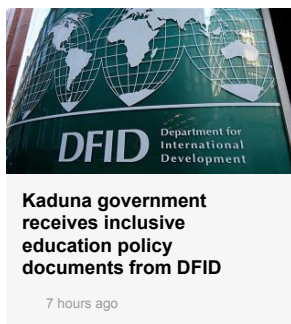 DFID
Department for
International
Development
Kaduna government
receives inclusive
education policy
documents from DFID
7 hours ago